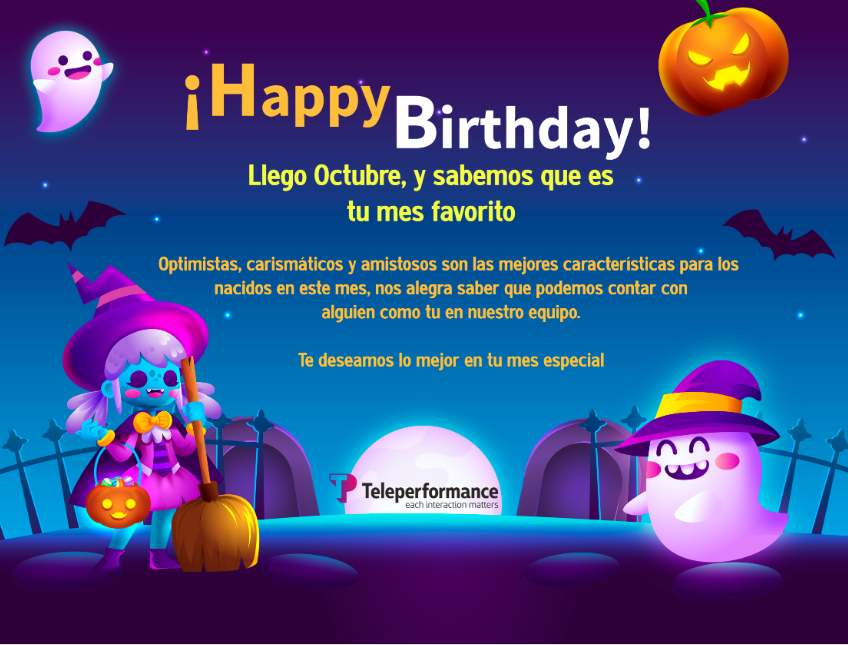 ¡Happy
Birthday!
Llego Octubre, y sabemos que es
tu mes favorito
Optimistas, carismáticos y amistosos son las mejores características para los
nacidos en este mes, nos alegra saber que podemos contar con
alguien como tu en nuestro equipo.
Te deseamos lo mejor en tu mes especial
Teleperformance
each interaction matters